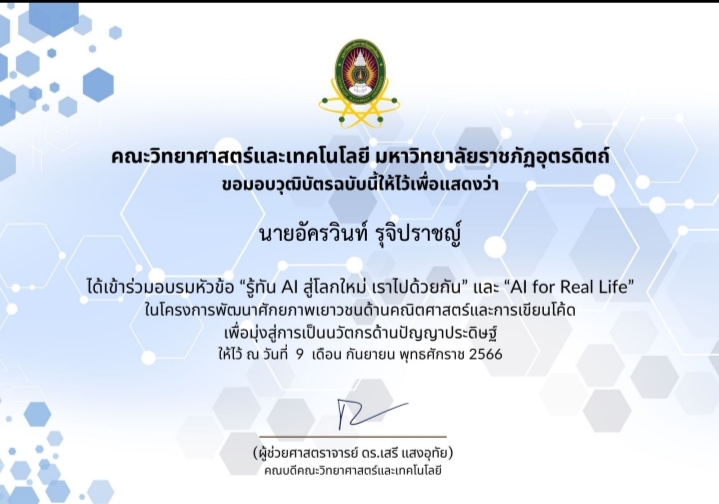 คณะวิทยาศาสตร์และเทคโนโลยี มหาวิทยาลัยราชภัฏอุตรดิตถ์
ขอมอบวุฒิบัตรฉบับนี้ให้ไว้เพื่อแสดงว่า
นายอัครวินท์ รุจิปราชญ์
ได้เข้าร่วมอบรมหัวข้อ “รู้ทัน AI สู่โลกใหม่ เราไปด้วยกัน” และ “AI for Real Life”
ในโครงการพัฒนาศักยภาพเยาวชนด้านคณิตศาสตร์และการเขียนโค้ด
เพื่อมุ่งสู่การเป็นนวัตกรด้านปัญญาประดิษฐ์
ให้ไว้ ณ วันที่ 9 เดือน กันยายน พุทธศักราช 2566
(ผู้ช่วยศาสตราจารย์ ดร.เสรี แสงอุทัย)
คณบดีคณะวิทยาศาสตร์และเทคโนโลยี